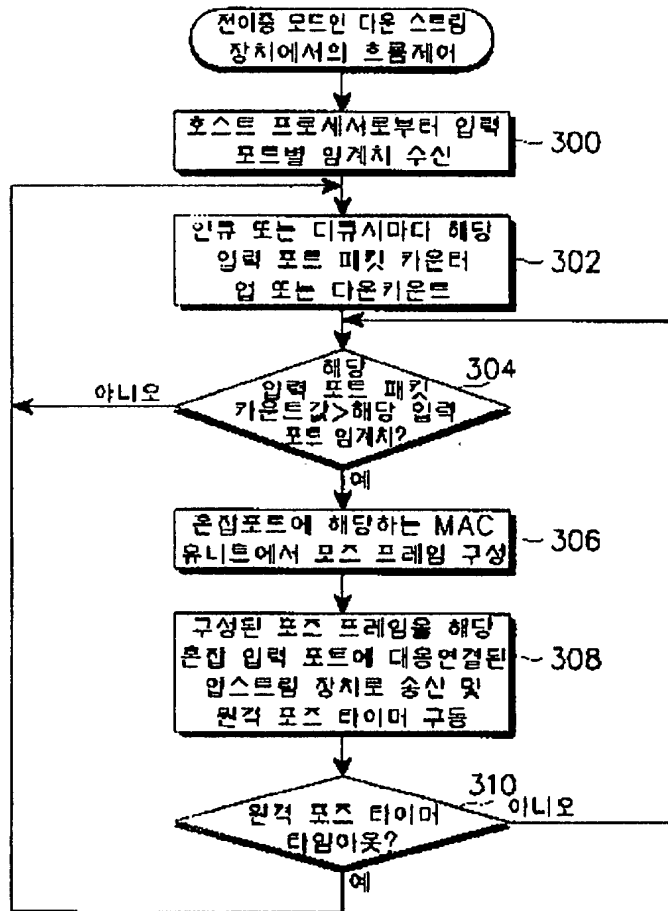 전이중 모드인 다운 스트림
장치에서의 흐름제어
호스트 프로세서로부터 입력
포트별 임계치 수신
300
인큐 또는 디큐시마다 해당
입력 포트 패킷 카운터
업 또는 다운카운트
302
해당
입력 포트 패킷
카운트값>해당 입력
포트 임계치?
304
아니오
예
혼잡포트에 해당하는 MAC
유니트에서 포즈 프레임 구성
306
구성된 포즈 프레임을 해당
혼잡 입력 포트에 대응연결된
업스트림 장치로 송신 및
원격 포즈 타이머 구동
308
원격 포즈 타이머
타임아웃?
310
아니오
예